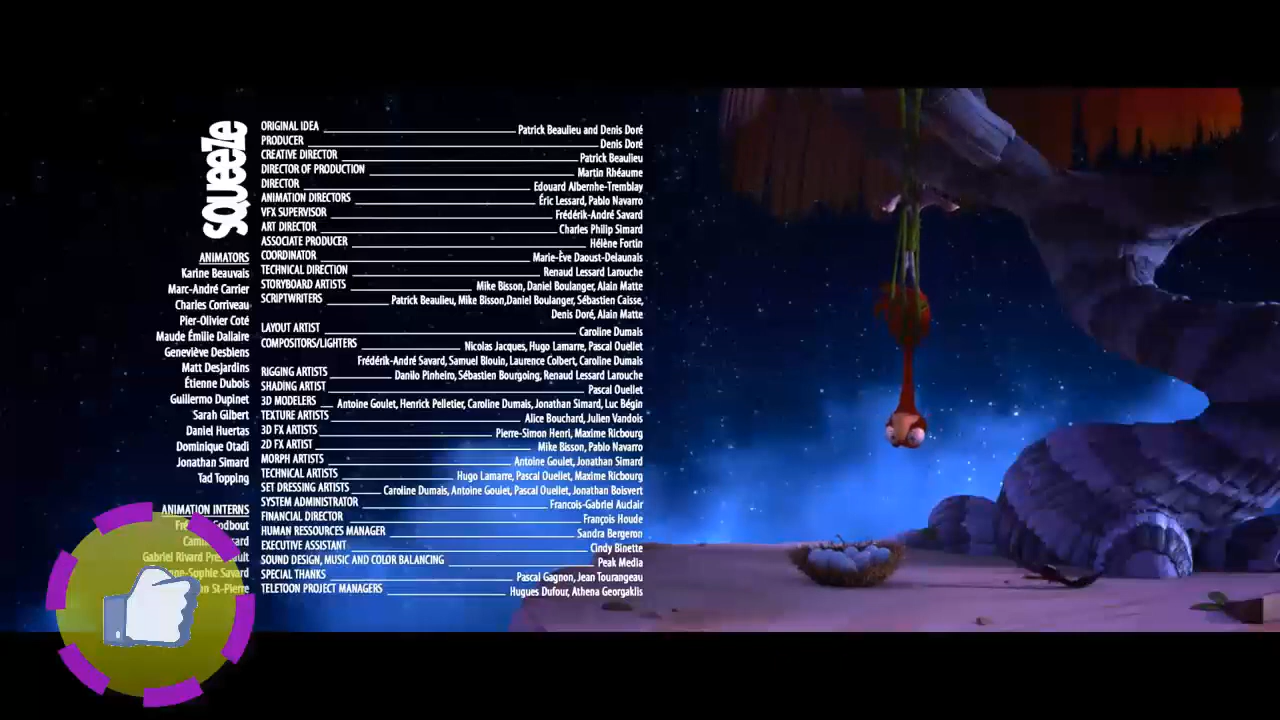 squeeze
ANIMATORS
Karine Beauvais
Marc-André Carrier
Charles Corriveau
Pier-Olivier Coté
Maude Émilie Dallaire
Geneviève Desbiens
Matt Desjardins
Étienne Dubois
Guillermo Dupinet
Sarah Gilbert
Daniel Huertas
Dominique Otadi
Jonathan Simard
Tad Topping
ANIMATION INTERNS
Godbout
Gabriel Rivard
Sophie Savard
St-Pierre
ORIGINAL IDEA Patrick Beaulieu and Denis Doré
PRODUCER Denis Doré
CREATIVE DIRECTOR Patrick Beaulieu
DIRECTOR OF PRODUCTION Martin Rhéaume
DIRECTOR Edouard Albernhe-Tremblay
ANIMATION DIRECTORS Éric Lessard, Pablo Navarro
VFX SUPERVISOR Frédérik-André Savard
ART DIRECTOR Charles Philip Simard
ASSOCIATE PRODUCER Hélène Fortin
COORDINATOR Marie-Ève Daoust-Delaunais
TECHNICAL DIRECTION Renaud Lessard Larouche
STORYBOARD ARTISTS Mike Bisson, Daniel Boulanger, Alain Matte
SCRIPTWRITERS Patrick Beaulieu, Mike Bisson,Daniel Boulanger, Sébastien Caisse,
Denis Doré, Alain Matte
LAYOUT ARTIST Caroline Dumais
COMPOSITORS/LIGHTERS Nicolas Jacques, Hugo Lamarre, Pascal Ouellet
Frédérik-André Savard, Samuel Blouin, Laurence Colbert, Caroline Dumais
RIGGING ARTISTS Danilo Pinheiro, Sébastien Bourgoing, Renaud Lessard Larouche
SHADING ARTIST Pascal Ouellet
3D MODELERS Antoine Goulet, Henrick Pelletier, Caroline Dumais, Jonathan Simard, Luc Bégin
TEXTURE ARTISTS Alice Bouchard, Julien Vandois
3D FX ARTISTS Pierre-Simon Henri, Maxime Ricbourg
2D FX ARTIST Mike Bisson, Pablo Navarro
MORPH ARTISTS Antoine Goulet, Jonathan Simard
TECHNICAL ARTISTS Hugo Lamarre, Pascal Ouellet, Maxime Ricbourg
SET DRESSING ARTISTS Caroline Dumais, Antoine Goulet, Pascal Ouellet, Jonathan Boisvert
SYSTEM ADMINISTRATOR Francois-Gabriel Auclair
FINANCIAL DIRECTOR François Houde
HUMAN RESSOURCES MANAGER Sandra Bergeron
EXECUTIVE ASSISTANT Cindy Binette
SOUND DESIGN, MUSIC AND COLOR BALANCING Peak Media
SPECIAL THANKS Pascal Gagnon, Jean Tourangeau
TELETOON PROJECT MANAGERS Hugues Dufour, Athena Georgaklis